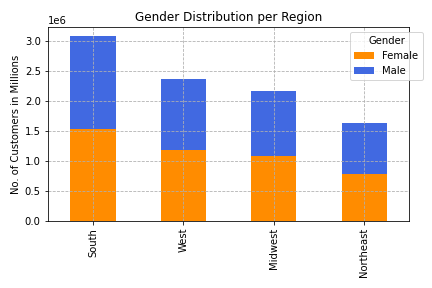 Gender Distribution per Region
1e6
Gender
Female
Male
No. of Customers in Millions
3.0
2.5
2.0
1.5
1.0
0.5
0.0
South
West
Midwest
Northeast